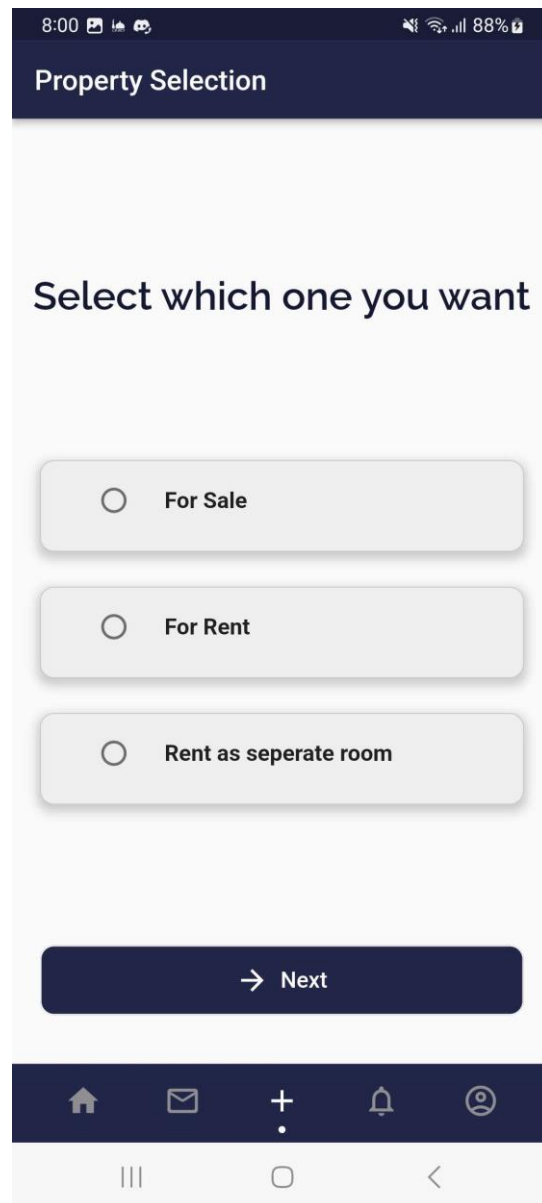 8:00 88%
Property Selection
Select which one you want
For Sale
For Rent
Rent as seperate room
Next